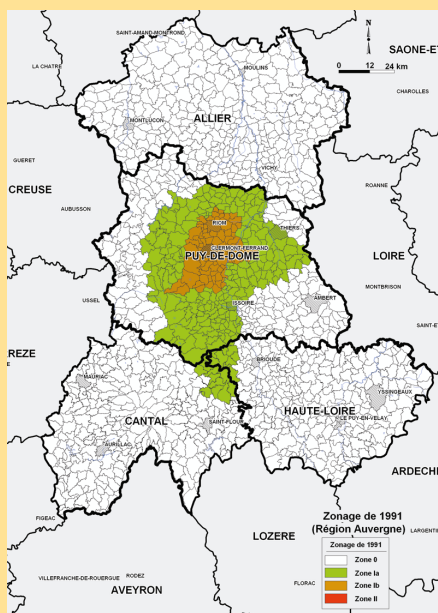 SAINT-AMAND-MONTROND
N
SAONE-ET
LA CHATRE
MOULINS
0 12 24 km
CHAROLLES
MONTLUCON
ALLIER
GUERET
VICHY
ROANNE
CREUSE
AUBUSSON
RIOM
THIERS
CLERMONT-FERRAND
PUY-DE-DOME
LOIRE
MONTBRISON
USSEL
ISSOIRE
AMBERT
SAINT-ET
REZE
BRIOUDE
MAURIAC
YSSINGEAUX
HAUTE-LOIRE
CANTAL
SAINT-FLOUR
LE PUY-EN-VELAY
AURILLAC
ARDECHE
FIGEAC
Zonage de 1991
(Région Auvergne)
LARGENTI
LOZERE
Zonage de 1991
Zone 0
VILLEFRANCHE-DE-ROUERGUE
RODEZ
FLORAC
Zone Ia
AVEYRON
Zone Ib
Zone II